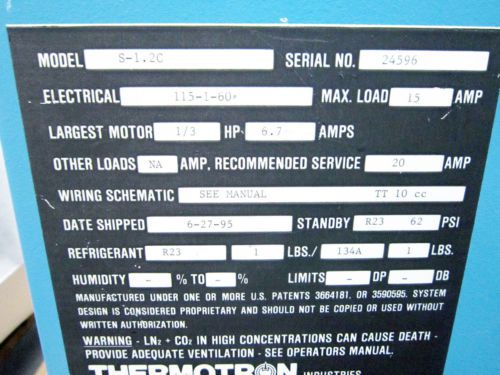 MODEL S-1.2C SERIAL NO. 24596
ELECTRICAL 115-1-60* MAX. LOAD 15 AMP
LARGEST MOTOR 1/3 HP 6.7 AMPS
OTHER LOADS NA AMP, RECOMMENDED SERVICE 20 AMP
WIRING SCHEMATIC SEE MANUAL TT 10 cc
DATE SHIPPED 6-27-95 STANDBY R23 62 PSI
REFRIGERANT R23 1 LBS./ 134A 1 LBS.
HUMIDITY - % TO - % LIMITS - DP - DB
MANUFACTURED UNDER ONE OR MORE U.S. PATENTS 3664181, OR 3590595. SYSTEM
DESIGN IS CONSIDERED PROPRIETARY AND SHOULD NOT BE COPIED OR USED WITHOUT
WRITTEN AUTHORIZATION.
WARNING - LN2 + CO2 IN HIGH CONCENTRATIONS CAN CAUSE DEATH -
PROVIDE ADEQUATE VENTILATION - SEE OPERATORS MANUAL.
THERMOTRON INDUSTRIES